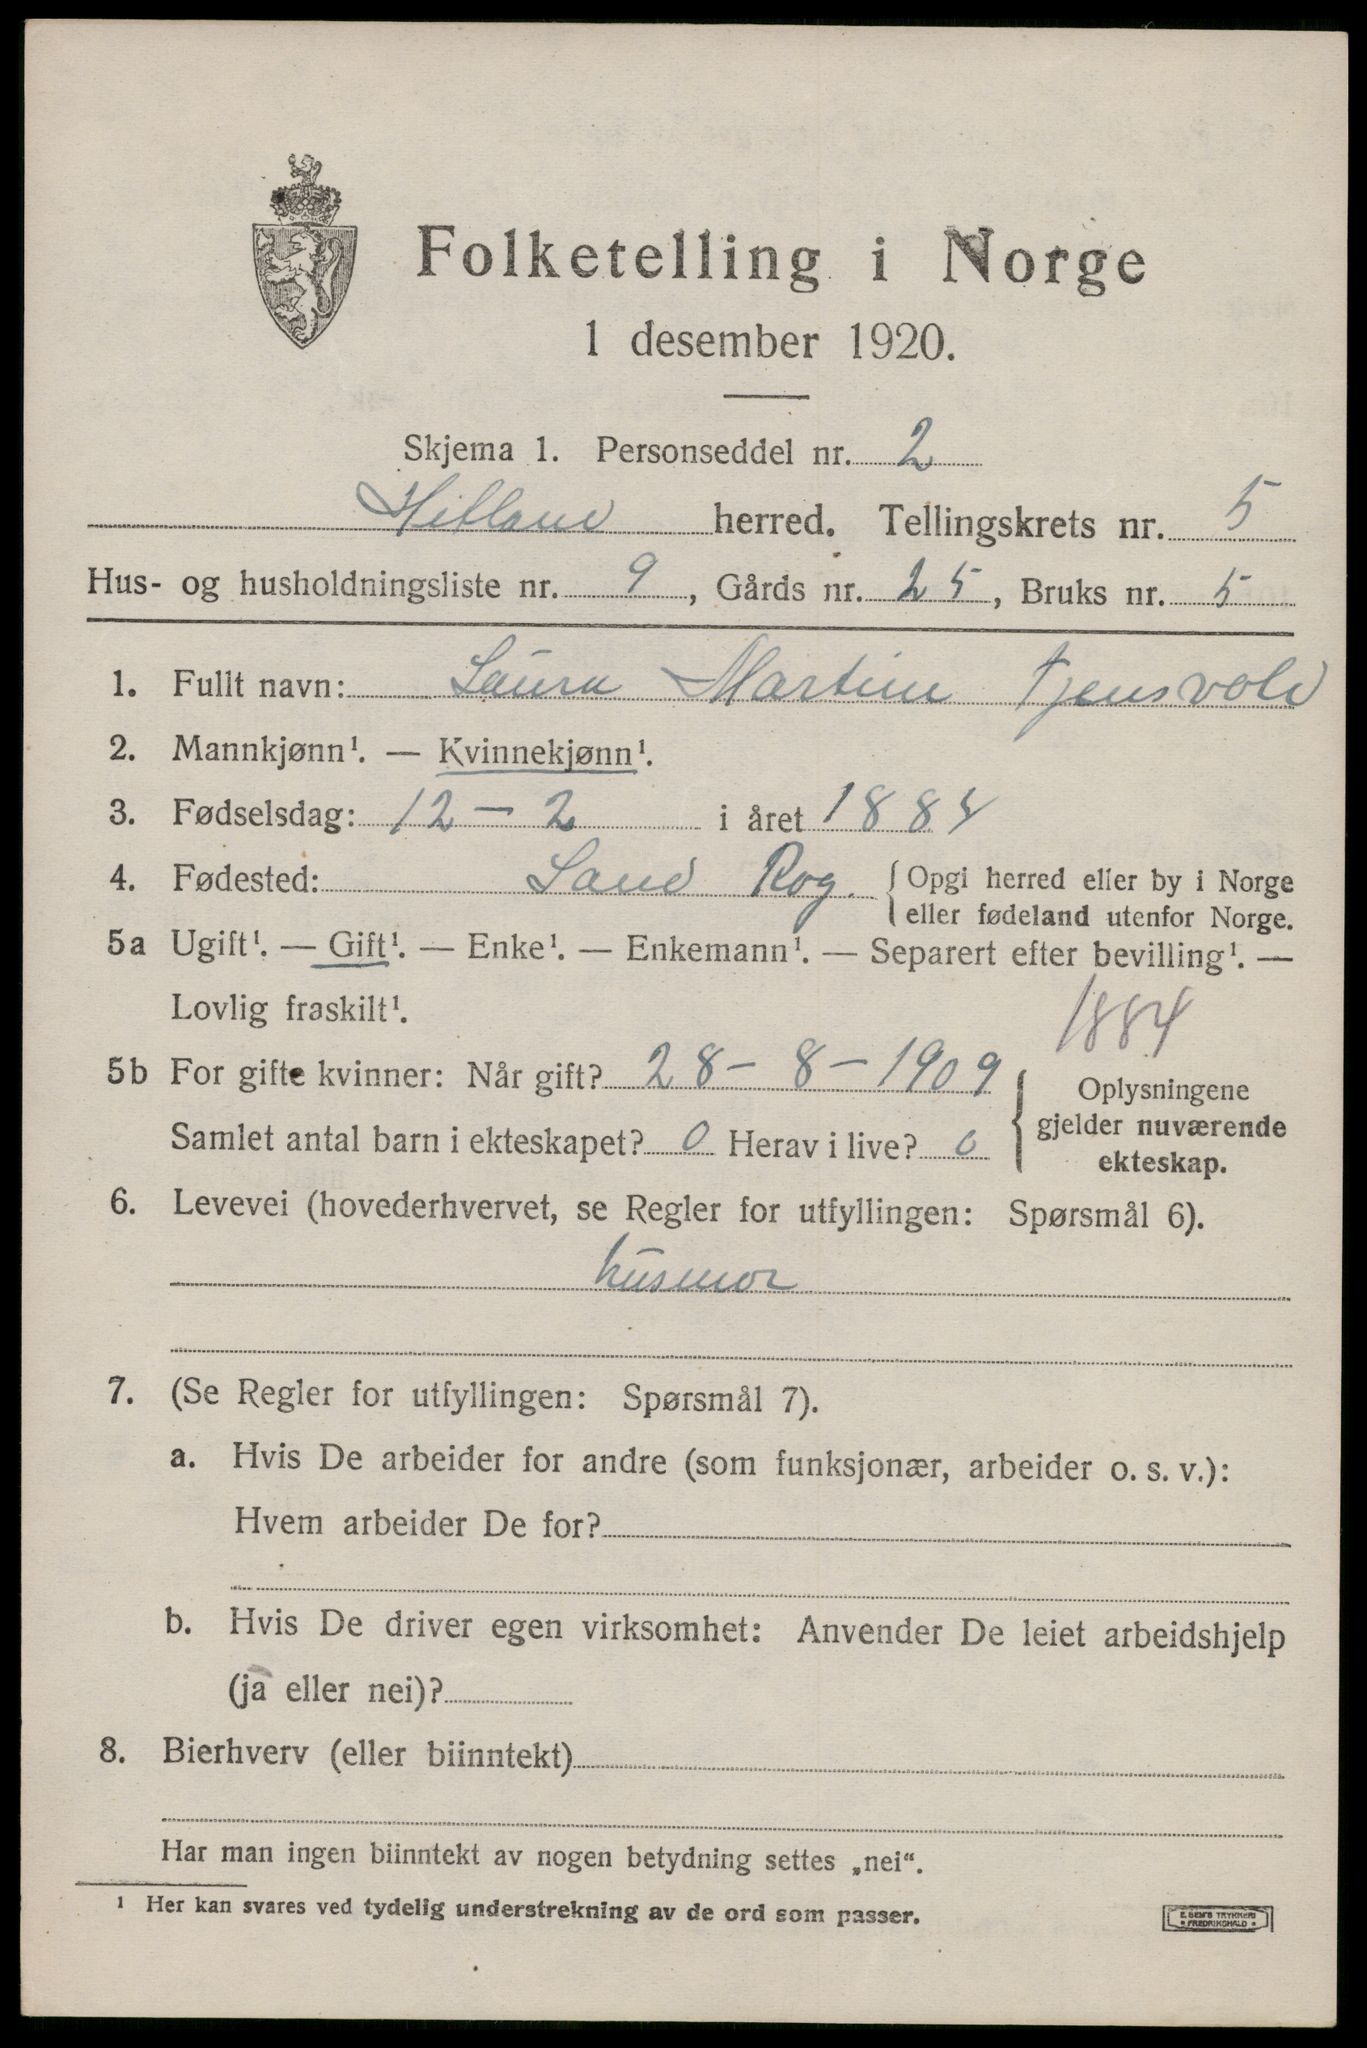 Folketelling i Norge
1 desember 1920.
Skjema 1. Personseddel nr. 2
Hetland herred. Tellingskrets nr. 5
Hus- og husholdningsliste nr. 9, Gårds nr. 25, Bruks nr. 5
1. Fullt navn: Laura Martine Tjensvold
2. Mannkjønn¹. — Kvinnekjønn¹.
3. Fødselsdag: 12 – 2 i året 1884
4. Fødested: Sand Rog. { Opgi herred eller by i Norge
eller fødeland utenfor Norge.
5a Ugift¹. — Gift¹. — Enke¹. — Enkemann¹. — Separert efter bevilling¹. —
Lovlig fraskilt¹.
1884
5b For gifte kvinner: Når gift? 28 – 8 – 1909
Samlet antal barn i ekteskapet? 0 Herav i live? 0
{ Oplysningene
gjelder nuværende
ekteskap.
6. Levevei (hovederhvervet, se Regler for utfyllingen: Spørsmål 6).
husmor
7. (Se Regler for utfyllingen: Spørsmål 7).
a. Hvis De arbeider for andre (som funksjonær, arbeider o. s. v.):
Hvem arbeider De for?
b. Hvis De driver egen virksomhet: Anvender De leiet arbeidshjelp
(ja eller nei)?
8. Bierhverv (eller biinntekt)
Har man ingen biinntekt av nogen betydning settes „nei“.
¹ Her kan svares ved tydelig understrekning av de ord som passer.
E. SEM'S TRYKKERI
FREDRIKSHALD